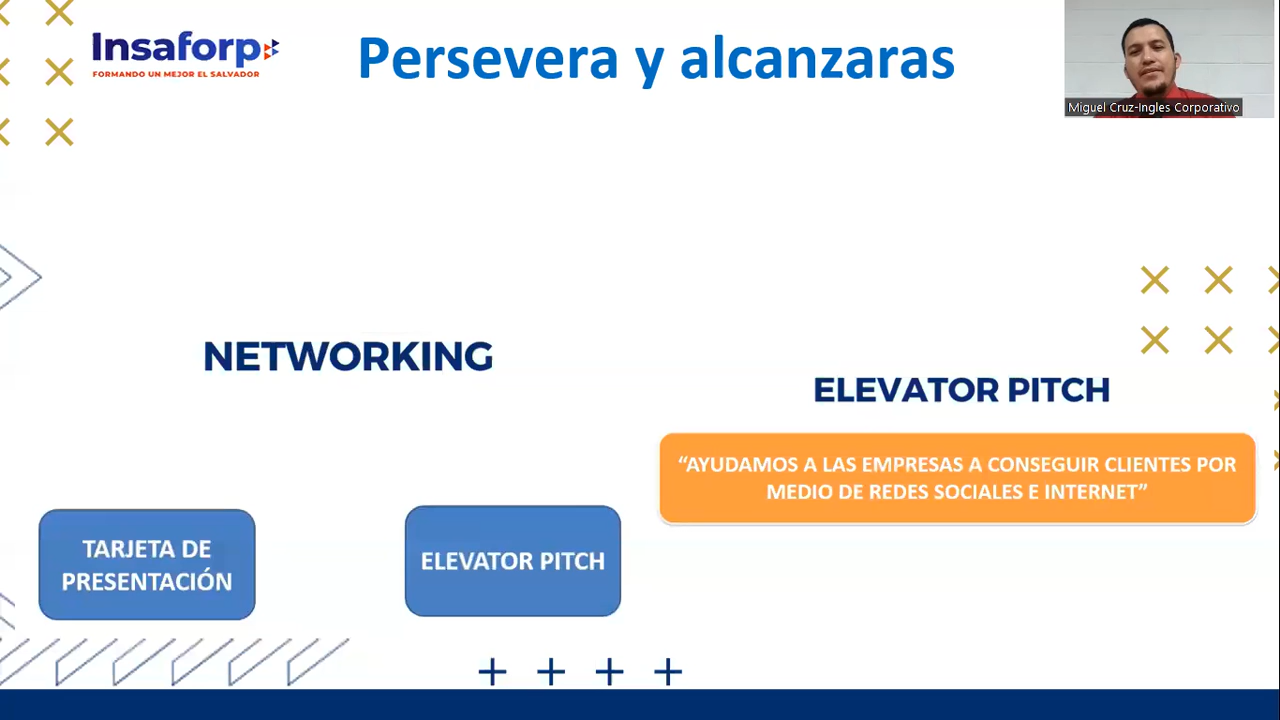 Insaforp
FORMANDO UN MEJOR EL SALVADOR
Persevera y alcanzaras
Miguel Cruz-Ingles Corporativo
NETWORKING
TARJETA DE
PRESENTACIÓN
ELEVATOR PITCH
ELEVATOR PITCH
“AYUDAMOS A LAS EMPRESAS A CONSEGUIR CLIENTES POR
MEDIO DE REDES SOCIALES E INTERNET”